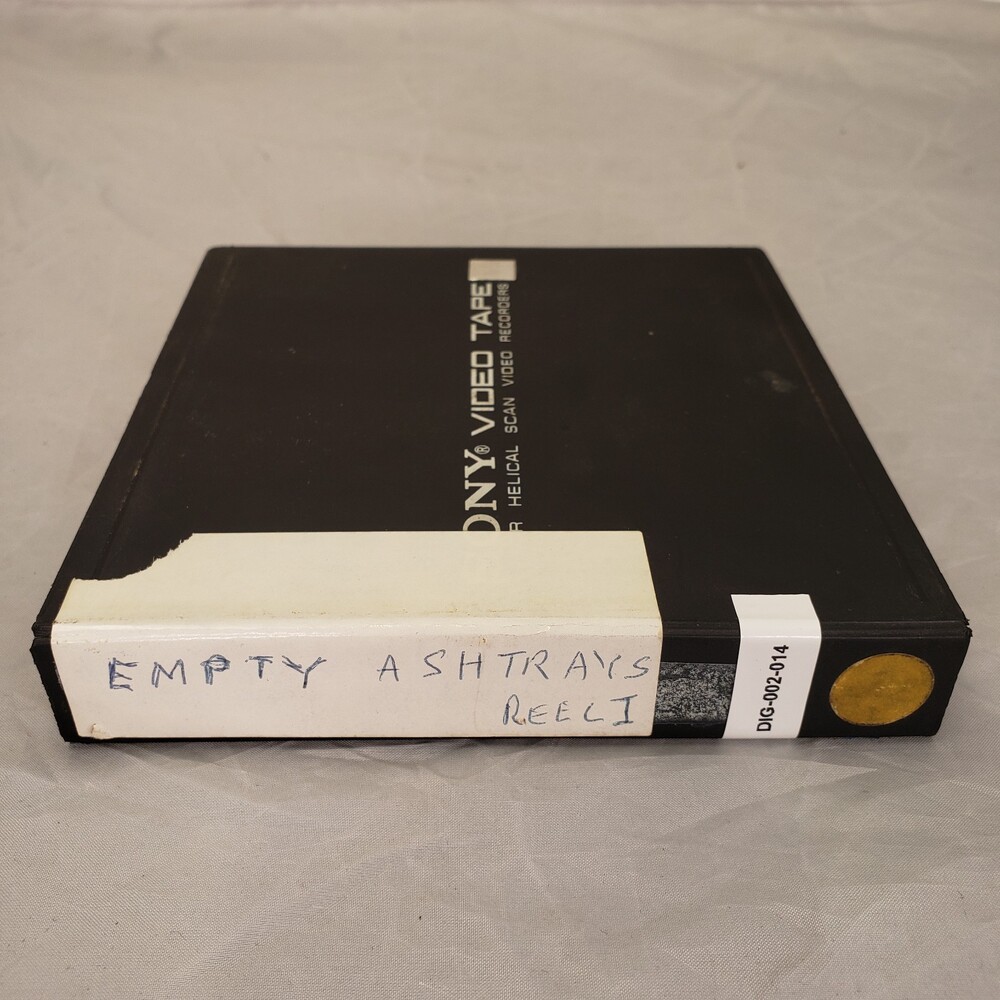 ONY® VIDEO TAPE
R HELICAL SCAN VIDEO RECORDERS
EMPTY ASHTRAYS
REEL I
DIG-002-014